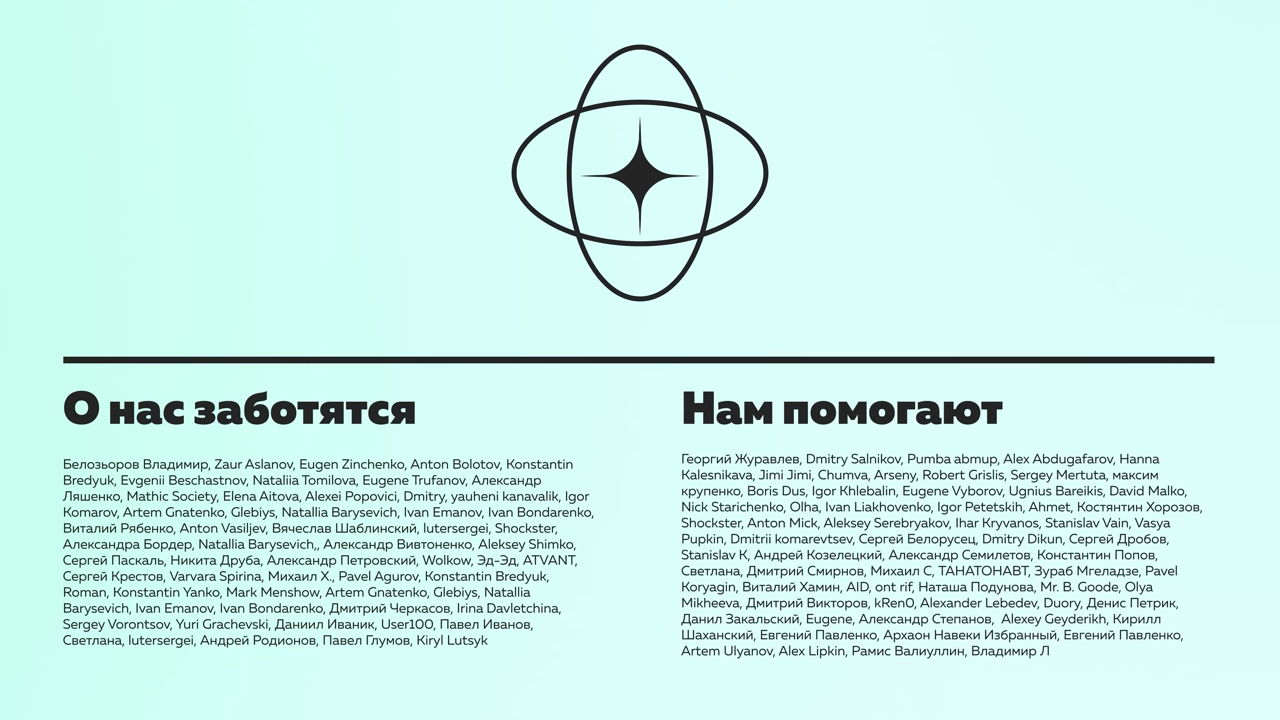 О нас заботятся
Белозьоров Владимир, Zaur Aslanov, Eugen Zinchenko, Anton Bolotov, Konstantin
Bredyuk, Evgenii Beschastnov, Nataliia Tomilova, Eugene Trufanov, Александр
Ляшенко, Mathic Society, Elena Aitova, Alexei Popovici, Dmitry, yauheni kanavalik, Igor
Komarov, Artem Gnatenko, Glebiys, Natallia Barysevich, Ivan Emanov, Ivan Bondarenko,
Виталий Рябенко, Anton Vasiljev, Вячеслав Шаблинский, lutersergei, Shockster,
Александра Бордер, Natallia Barysevich,, Александр Вивтоненко, Aleksey Shimko,
Сергей Паскаль, Никита Друба, Александр Петровский, Wolkow, Эд-Эд, ATVANT,
Сергей Крестов, Varvara Spirina, Михаил Х., Pavel Agurov, Konstantin Bredyuk,
Roman, Konstantin Yanko, Mark Menshow, Artem Gnatenko, Glebiys, Natallia
Barysevich, Ivan Emanov, Ivan Bondarenko, Дмитрий Черкасов, Irina Davletchina,
Sergey Vorontsov, Yuri Grachevski, Даниил Иваник, User100, Павел Иванов,
Светлана, lutersergei, Андрей Родионов, Павел Глумов, Kiryl Lutsyk
Нам помогают
Георгий Журавлев, Dmitry Salnikov, Pumba abmup, Alex Abdugafarov, Hanna
Kalesnikava, Jimi Jimi, Chumva, Arseny, Robert Grislis, Sergey Mertuta, максим
крупенко, Boris Dus, Igor Khlebalin, Eugene Vyborov, Ugnius Bareikis, David Malko,
Nick Starichenko, Olha, Ivan Liakhovenko, Igor Petetskih, Ahmet, Костянтин Хорозов,
Shockster, Anton Mick, Aleksey Serebryakov, Ihar Kryvanos, Stanislav Vain, Vasya
Pupkin, Dmitrii komarevtsev, Сергей Белорусец, Dmitry Dikun, Сергей Дробов,
Stanislav K, Андрей Козелецкий, Александр Семилетов, Константин Попов,
Светлана, Дмитрий Смирнов, Михаил С, ТАНАТОНАВТ, Зураб Мгеладзе, Pavel
Koryagin, Виталий Хамин, AID, ont rif, Наташа Подунова, Mr. B. Goode, Olya
Mikheeva, Дмитрий Викторов, kRen0, Alexander Lebedev, Duory, Денис Петрик,
Данил Закальский, Eugene, Александр Степанов,  Alexey Geyderikh, Кирилл
Шаханский, Евгений Павленко, Архаон Навеки Избранный, Евгений Павленко,
Artem Ulyanov, Alex Lipkin, Рамис Валиуллин, Владимир Л